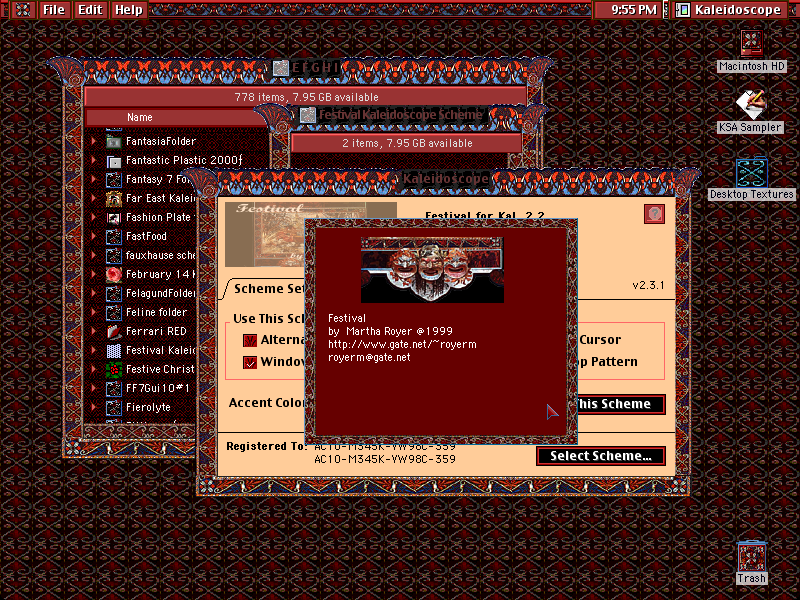 File Edit Help
9:55 PM
Kaleidoscope
Macintosh HD
KSA Sampler
Desktop Textures
Trash
E F G H I
778 items, 7.95 GB available
Name
FantasiaFolder
Fantastic Plastic 2000ƒ
Fantasy 7
Far East Kalei
Fashion Plate
FastFood
fauxhause sche
February 14
FelagundFolder
Feline folder
Ferrari RED
Festival Kaleid
Festive Christ
FF7Gui10#1
Fierolyte
Festival Kaleidoscope Scheme
2 items, 7.95 GB available
Kaleidoscope
Festival
by
Festival for Kal. 2.2
v2.3.1
Scheme Set
Use This Sch
Alterna
Window
Cursor
Pattern
Accent Color
This Scheme
Registered To:
AC10-M345K-YW98C-359
AC10-M345K-YW98C-359
Select Scheme...
Festival
by Martha Royer @1999
http://www.gate.net/~royerm
royerm@gate.net